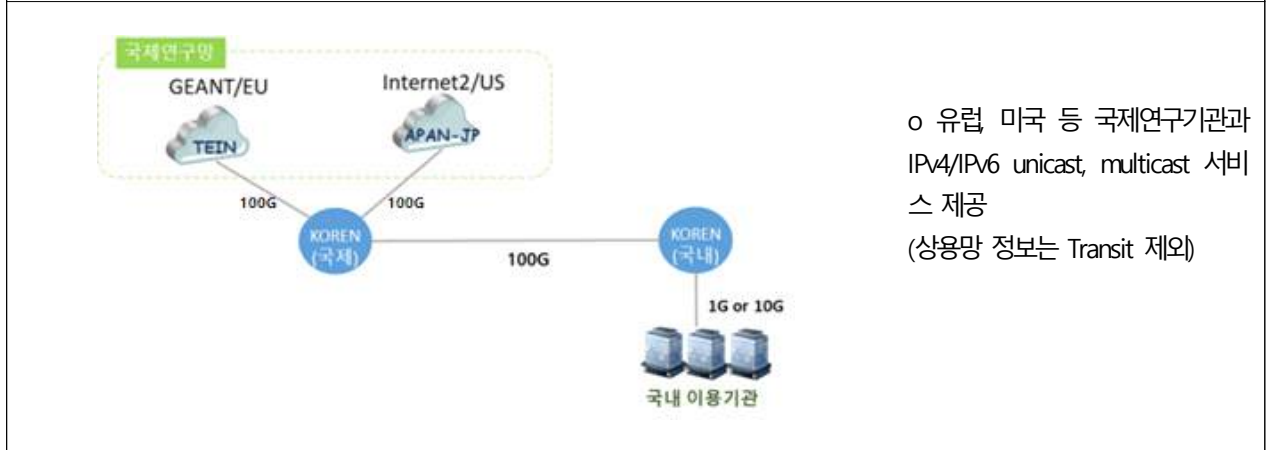 국제연구망
GEANT/EU
Internet2/US
TEIN
APAN-JP
100G
100G
KOREN
(국제)
100G
KOREN
(국내)
1G or 10G
국내 이용기관
o 유럽, 미국 등 국제연구기관과
IPv4/IPv6 unicast, multicast 서비
스 제공
(상용망 정보는 Transit 제외)